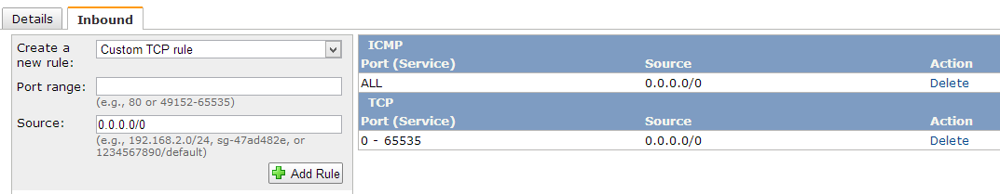 Details
Inbound
Create a
new rule:
Custom TCP rule
Port range:
(e.g., 80 or 49152-65535)
Source:
0.0.0.0/0
(e.g., 192.168.2.0/24, sg-47ad482e, or
1234567890/default)
Add Rule
ICMP
Port (Service) Source Action
ALL 0.0.0.0/0 Delete
TCP
Port (Service) Source Action
0 - 65535 0.0.0.0/0 Delete